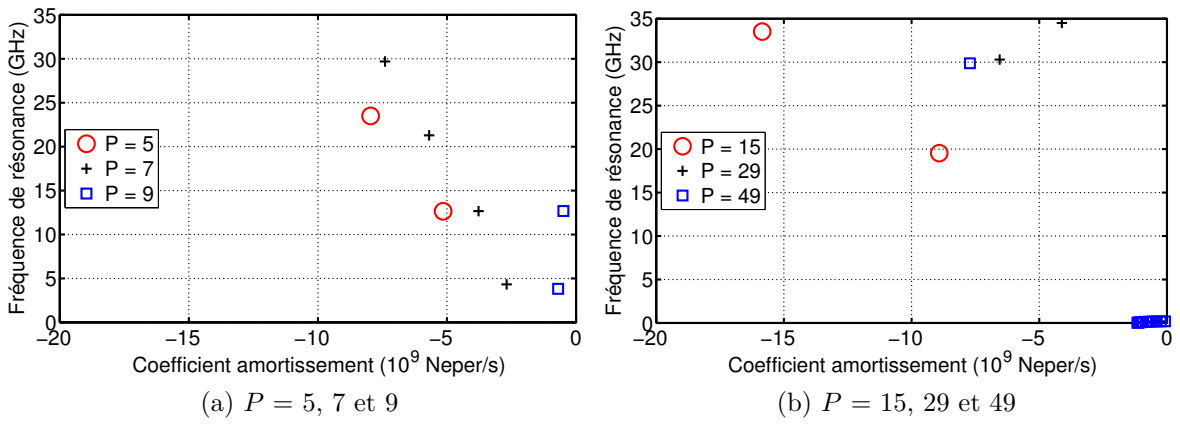 35
30
25
20
15
10
5
0
Fréquence de résonance (GHz)
P = 5
P = 7
P = 9
−20
−15
−10
−5
0
Coefficient amortissement (10⁹ Neper/s)
(a) P = 5, 7 et 9
35
30
25
20
15
10
5
0
Fréquence de résonance (GHz)
P = 15
P = 29
P = 49
−20
−15
−10
−5
0
Coefficient amortissement (10⁹ Neper/s)
(b) P = 15, 29 et 49